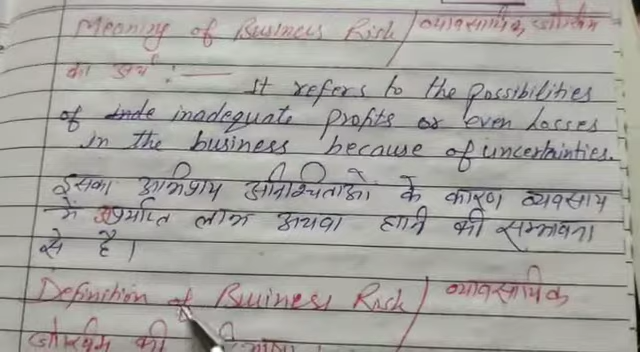 Meaning of Business Risk / व्यावसायिक जोखिम
का अर्थ :—
It refers to the possibilities
of inde inadequate profits or even losses
in the business because of uncertainties.
इसका अभिप्राय अनिश्चिताओं के कारण व्यवसाय
में अपर्याप्त लाभ अथवा हानि की सम्भावना
से है।
Definition of Business Risk / व्यावसायिक
जोखिम की